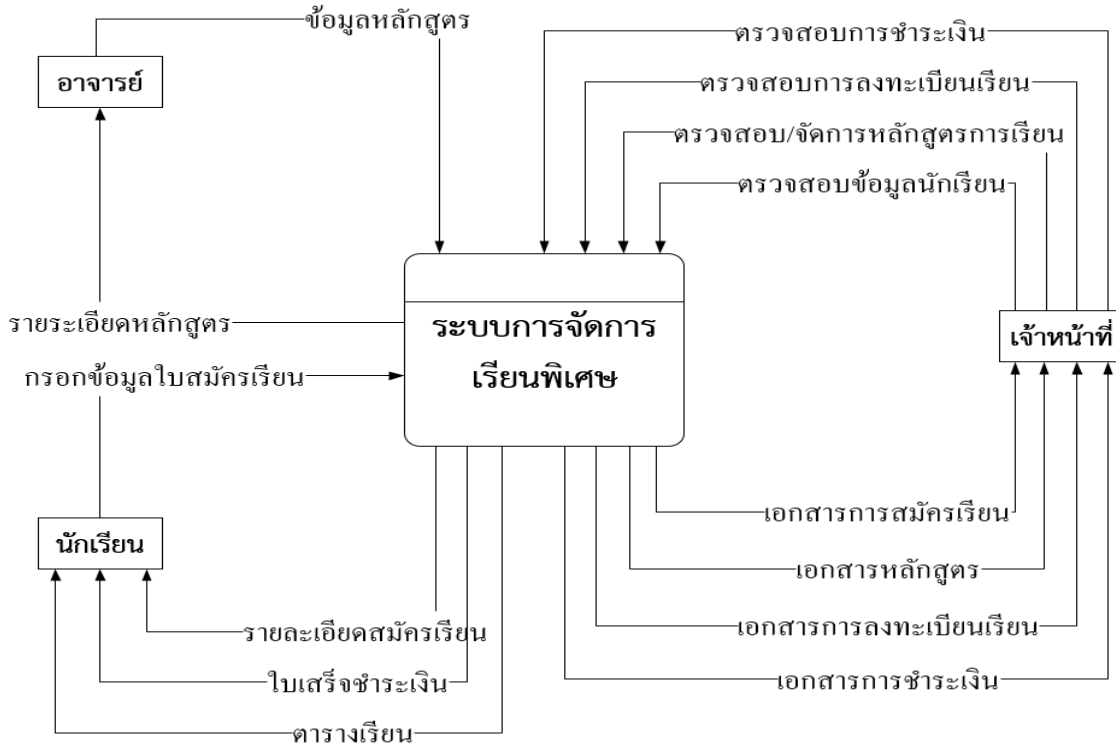 ข้อมูลหลักสูตร
ตรวจสอบการชำระเงิน
อาจารย์
ตรวจสอบการลงทะเบียนเรียน
ตรวจสอบ/จัดการหลักสูตรการเรียน
ตรวจสอบข้อมูลนักเรียน
รายระเอียดหลักสูตร
ระบบการจัดการ
เรียนพิเศษ
เจ้าหน้าที่
กรอกข้อมูลใบสมัครเรียน
เอกสารการสมัครเรียน
นักเรียน
เอกสารหลักสูตร
รายละเอียดสมัครเรียน
เอกสารการลงทะเบียนเรียน
ใบเสร็จชำระเงิน
เอกสารการชำระเงิน
ตารางเรียน